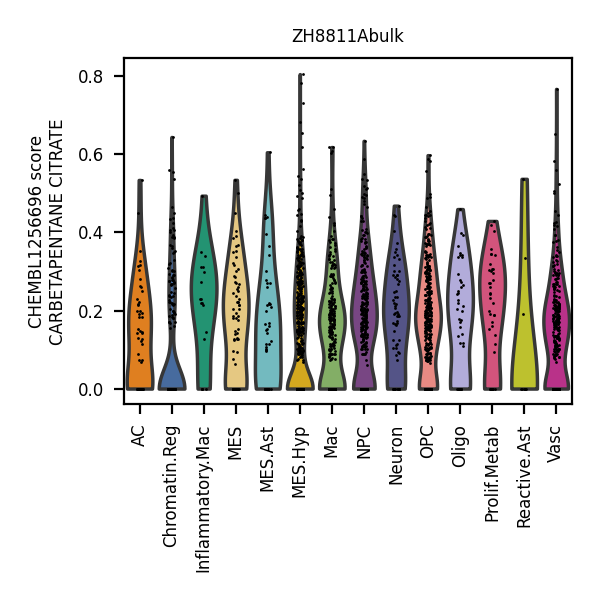 ZH8811Abulk
CHEMBL1256696 score
CARBETAPENTANE CITRATE
0.8
0.6
0.4
0.2
0.0
AC
Chromatin.Reg
Inflammatory.Mac
MES
MES.Ast
MES.Hyp
Mac
NPC
Neuron
OPC
Oligo
Prolif.Metab
Reactive.Ast
Vasc